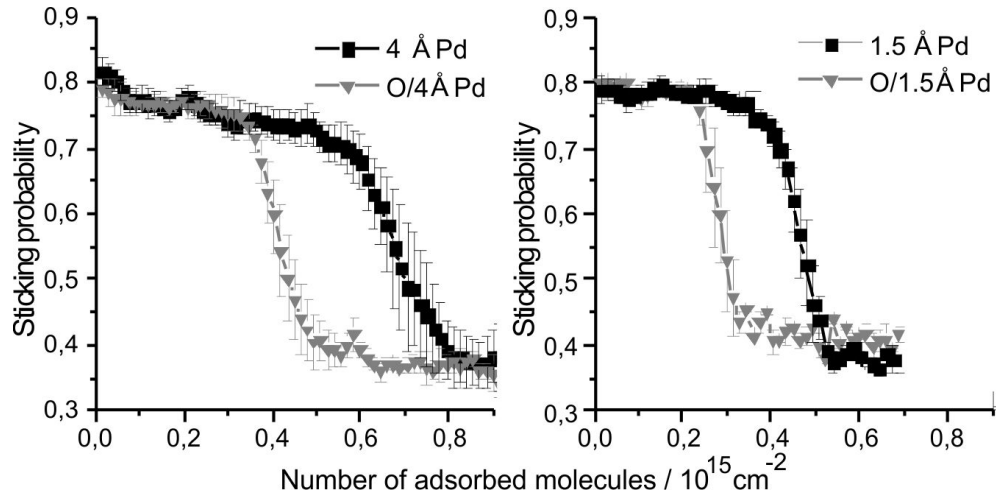 0,9
0,8
0,7
0,6
0,5
0,4
0,3
0,0 0,2 0,4 0,6 0,8
Sticking probability
4 Å Pd
O/4Å Pd
0,9
0,8
0,7
0,6
0,5
0,4
0,3
0,0 0,2 0,4 0,6 0,8
Sticking probability
1.5 Å Pd
O/1.5Å Pd
Number of adsorbed molecules / 10¹⁵cm⁻²